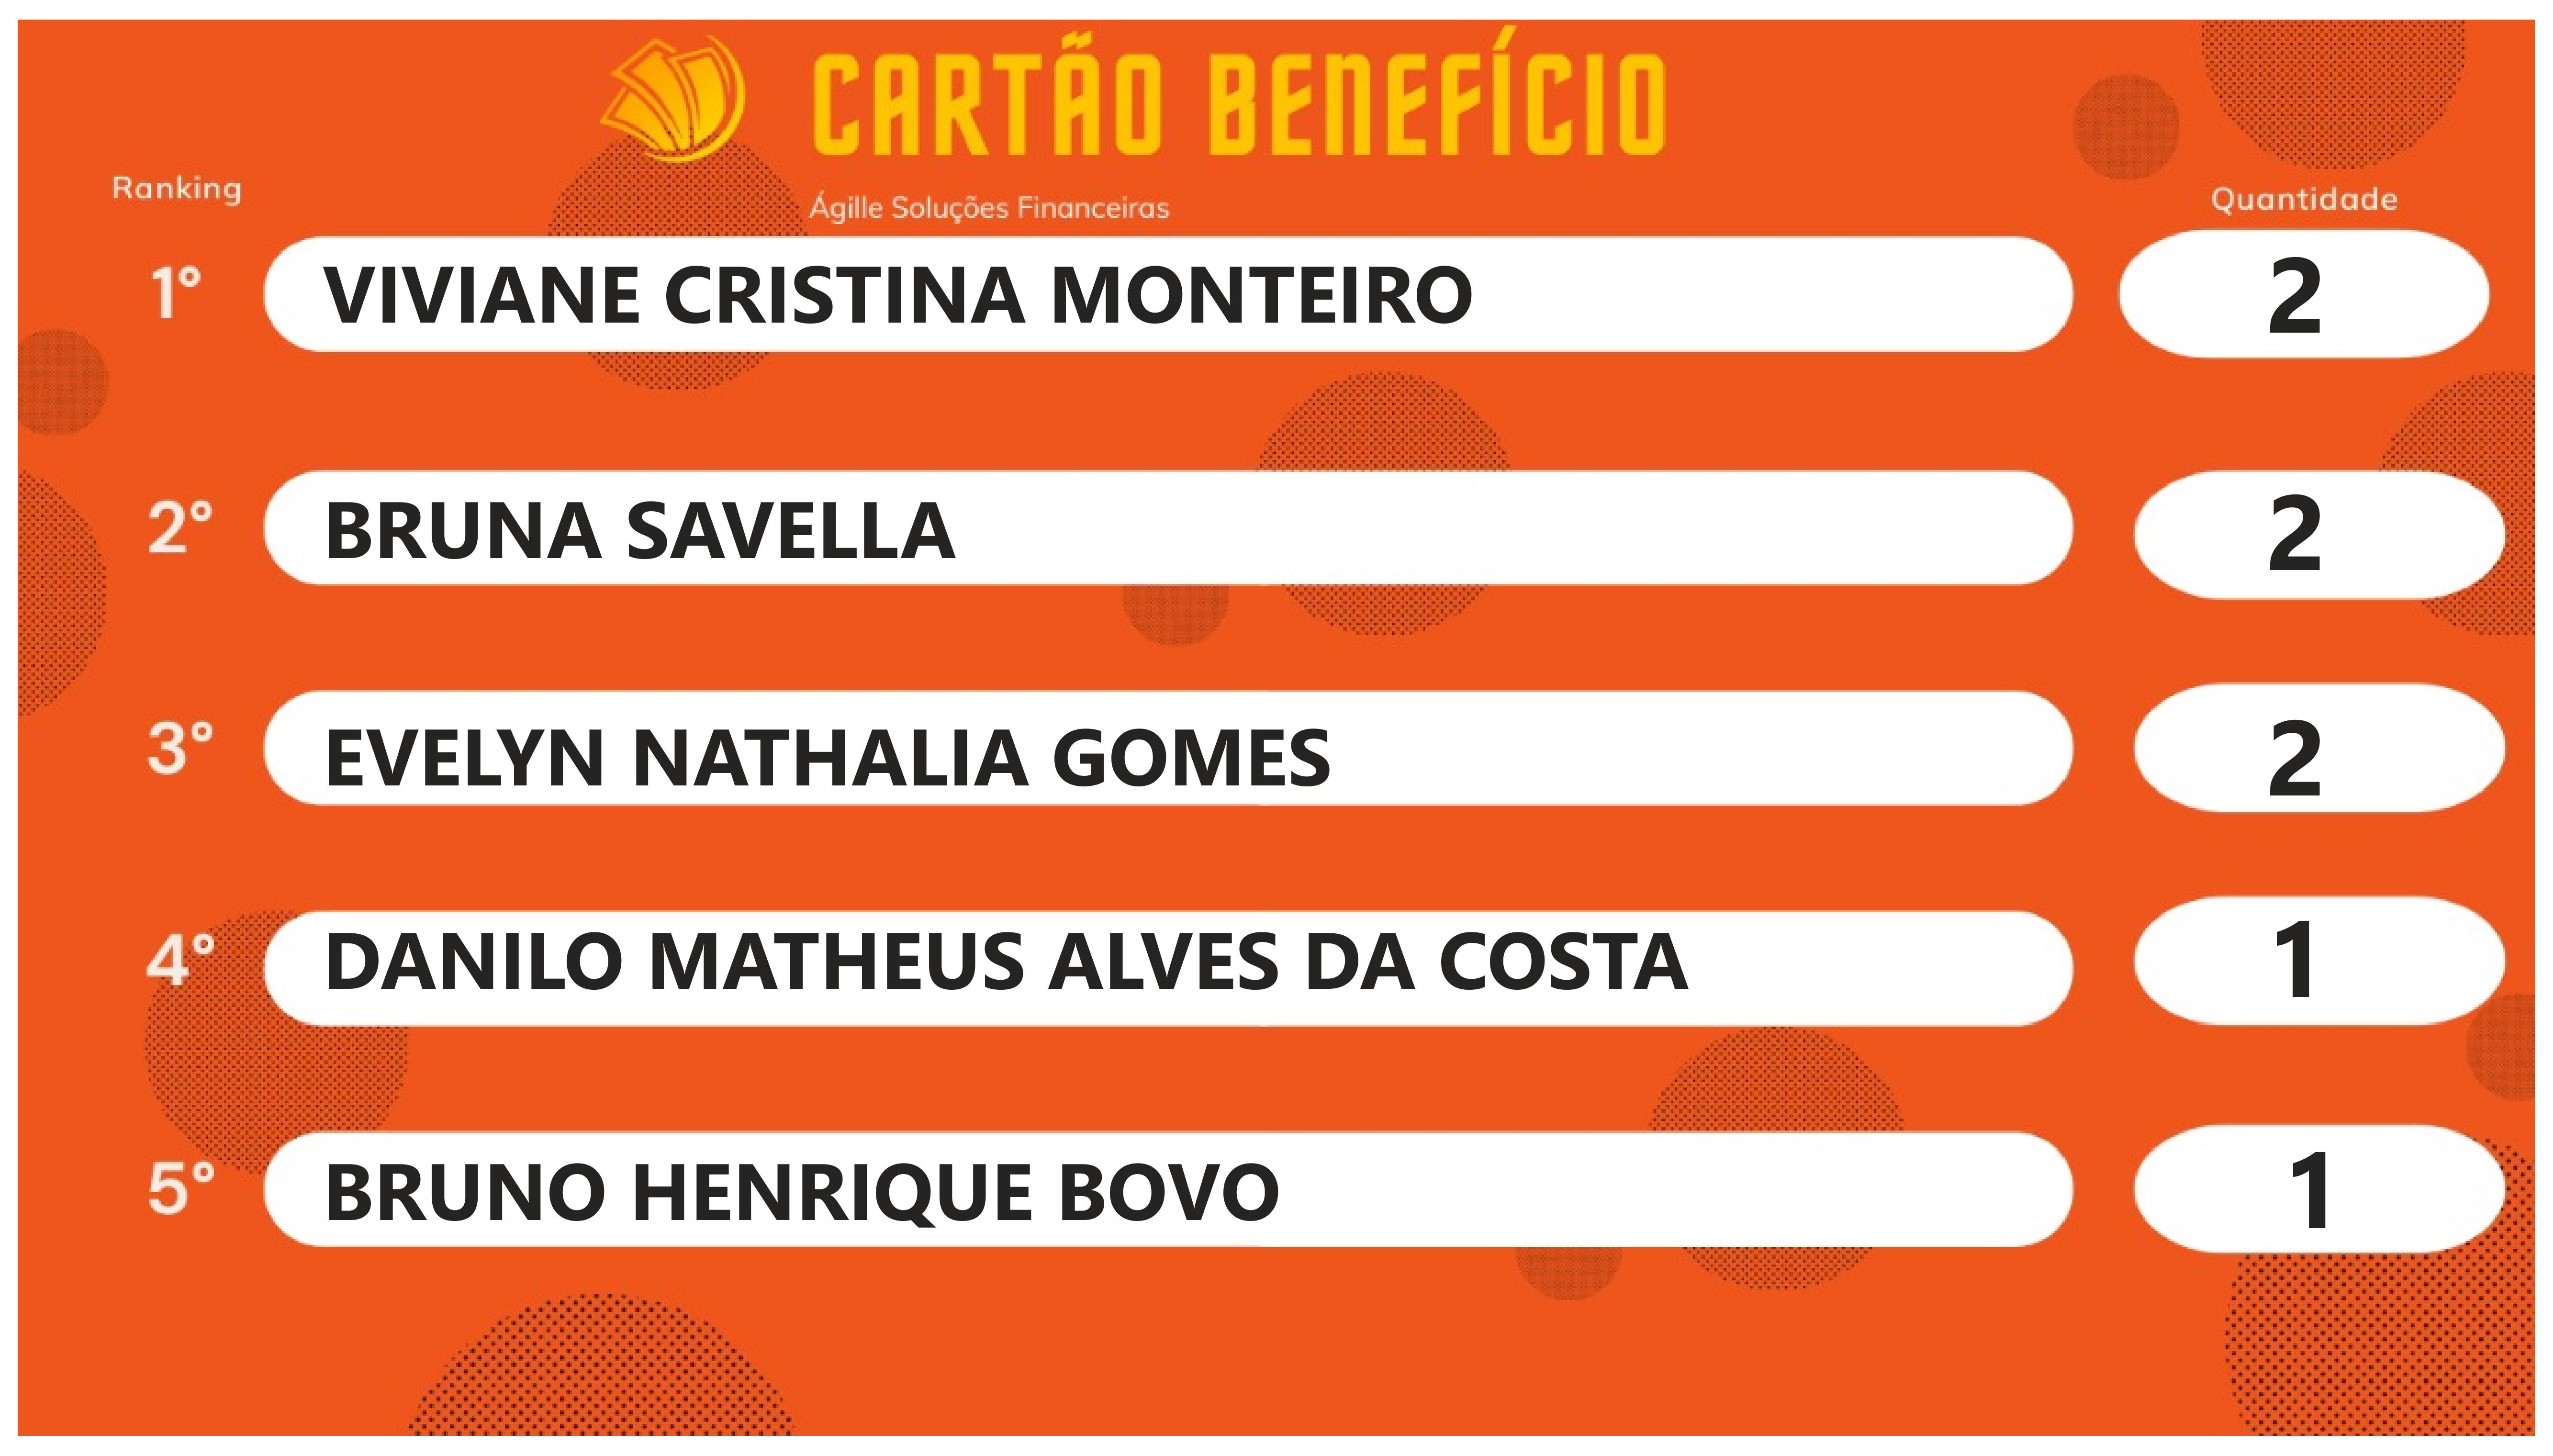 CARTÃO BENEFÍCIO
Ranking
Ágille Soluções Financeiras
Quantidade
1° VIVIANE CRISTINA MONTEIRO 2
2° BRUNA SAVELLA 2
3° EVELYN NATHALIA GOMES 2
4° DANILO MATHEUS ALVES DA COSTA 1
5° BRUNO HENRIQUE BOVO 1